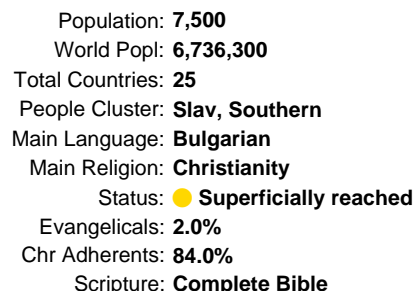 Population: 7,500
World Popl: 6,736,300
Total Countries: 25
People Cluster: Slav, Southern
Main Language: Bulgarian
Main Religion: Christianity
Status: Superficially reached
Evangelicals: 2.0%
Chr Adherents: 84.0%
Scripture: Complete Bible